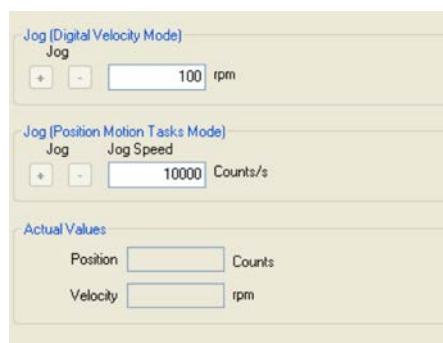 Jog (Digital Velocity Mode)
Jog
+ - 100 rpm
Jog (Position Motion Tasks Mode)
Jog Jog Speed
+ - 10000 Counts/s
Actual Values
Position Counts
Velocity rpm